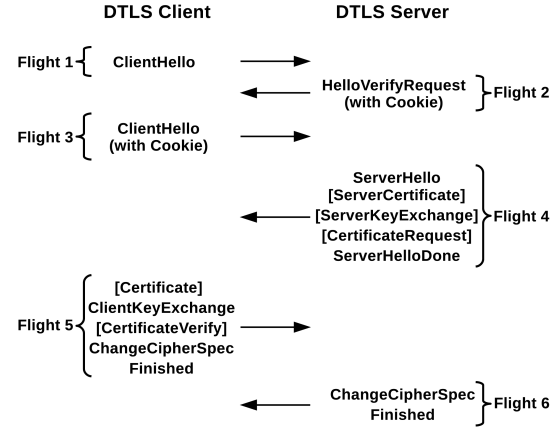 DTLS Client
DTLS Server
Flight 1
ClientHello
HelloVerifyRequest
(with Cookie)
Flight 2
Flight 3
ClientHello
(with Cookie)
ServerHello
[ServerCertificate]
[ServerKeyExchange]
[CertificateRequest]
ServerHelloDone
Flight 4
Flight 5
[Certificate]
ClientKeyExchange
[CertificateVerify]
ChangeCipherSpec
Finished
ChangeCipherSpec
Finished
Flight 6